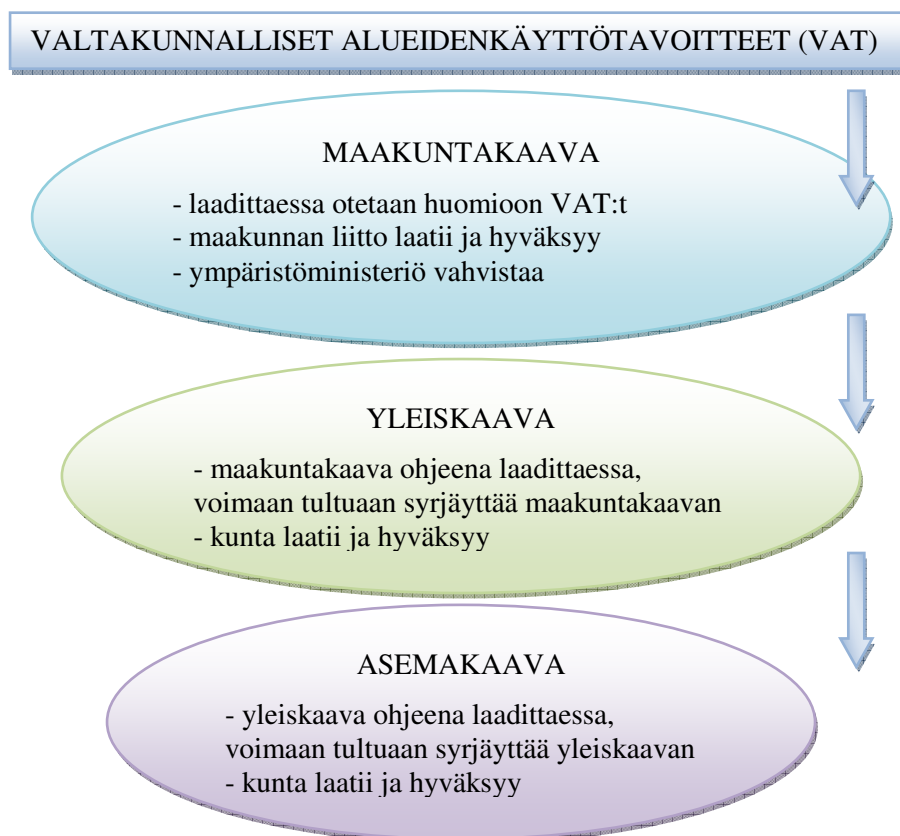 VALTAKUNNALLISET ALUEIDENKÄYTTÖTAVOITTEET (VAT)
MAAKUNTAKAAVA
- laadittaessa otetaan huomioon VAT:t
- maakunnan liitto laatii ja hyväksyy
- ympäristöministeriö vahvistaa
YLEISKAAVA
- maakuntakaava ohjeena laadittaessa,
voimaan tultuaan syrjäyttää maakuntakaavan
- kunta laatii ja hyväksyy
ASEMAKAAVA
- yleiskaava ohjeena laadittaessa,
voimaan tultuaan syrjäyttää yleiskaavan
- kunta laatii ja hyväksyy